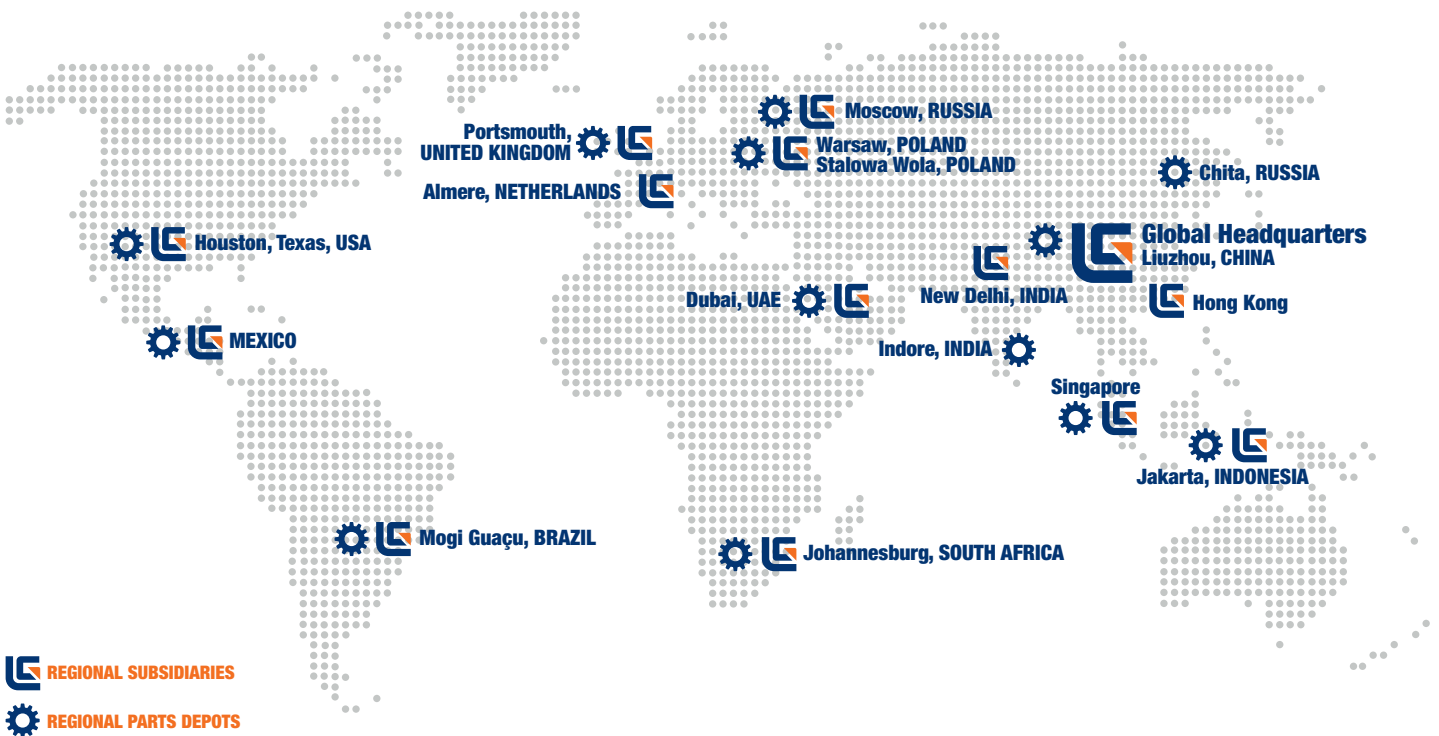 Moscow, RUSSIA
Portsmouth,
UNITED KINGDOM
Warsaw, POLAND
Stalowa Wola, POLAND
Chita, RUSSIA
Almere, NETHERLANDS
Houston, Texas, USA
Global Headquarters
Liuzhou, CHINA
New Delhi, INDIA
Dubai, UAE
Hong Kong
MEXICO
Indore, INDIA
Singapore
Jakarta, INDONESIA
Mogi Guaçu, BRAZIL
Johannesburg, SOUTH AFRICA
REGIONAL SUBSIDIARIES
REGIONAL PARTS DEPOTS